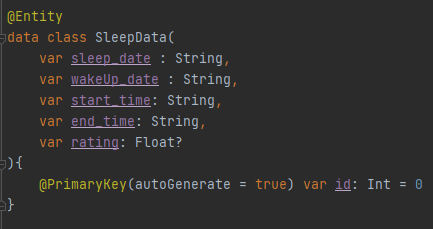 @Entity
data class SleepData(
    var sleep_date : String,
    var wakeUp_date : String,
    var start_time: String,
    var end_time: String,
    var rating: Float?
){
    @PrimaryKey(autoGenerate = true) var id: Int = 0
}